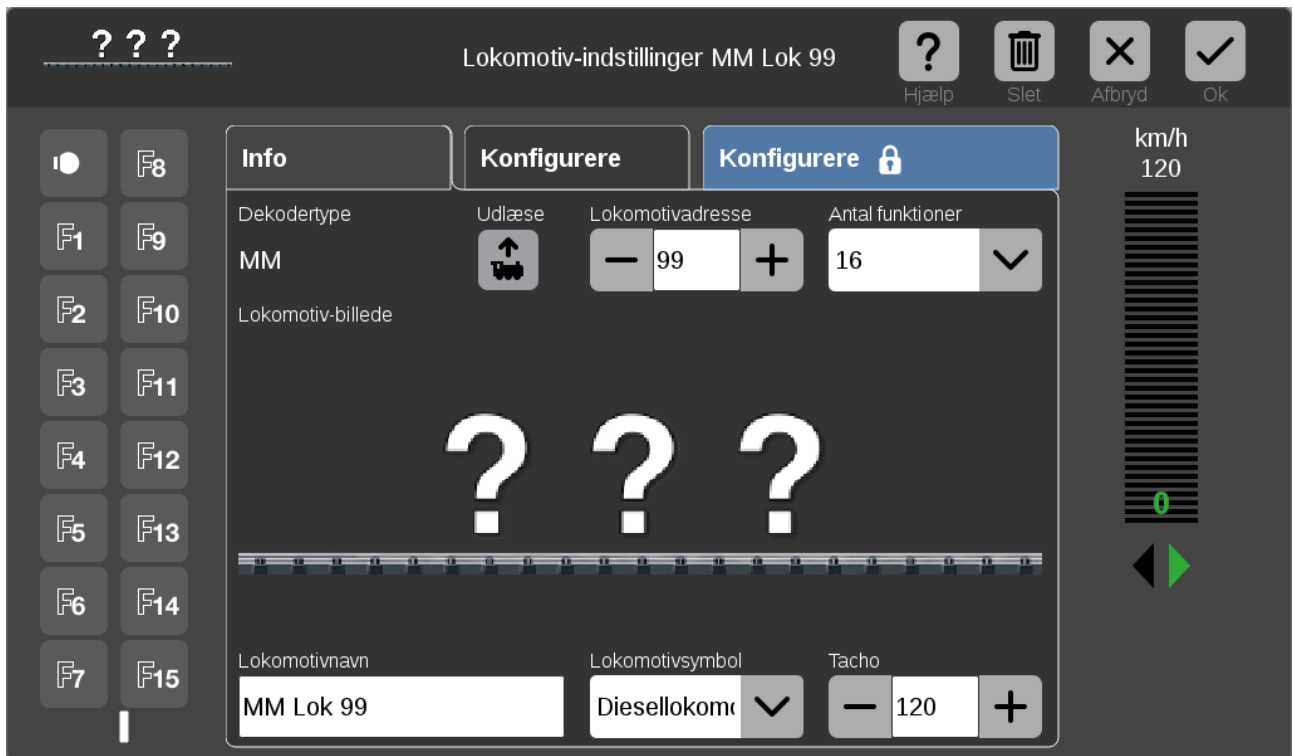 ? ? ?
Lokomotiv-indstillinger MM Lok 99
?
Hjælp
Slet
Afbryd
Ok
F8
F1
F9
F2
F10
F3
F11
F4
F12
F5
F13
F6
F14
F7
F15
Info
Konfigurere
Konfigurere
Dekodertype
Udlæse
Lokomotivadresse
Antal funktioner
MM
99
16
Lokomotiv-billede
? ? ?
Lokomotivnavn
Lokomotivsymbol
Tacho
MM Lok 99
Diesellokomo
120
km/h
120
0